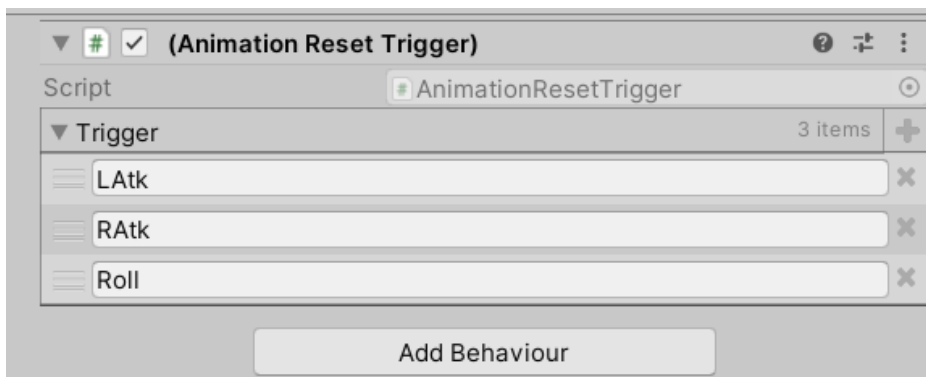 # (Animation Reset Trigger)
Script # AnimationResetTrigger
Trigger 3 items
LAtk
RAtk
Roll
Add Behaviour